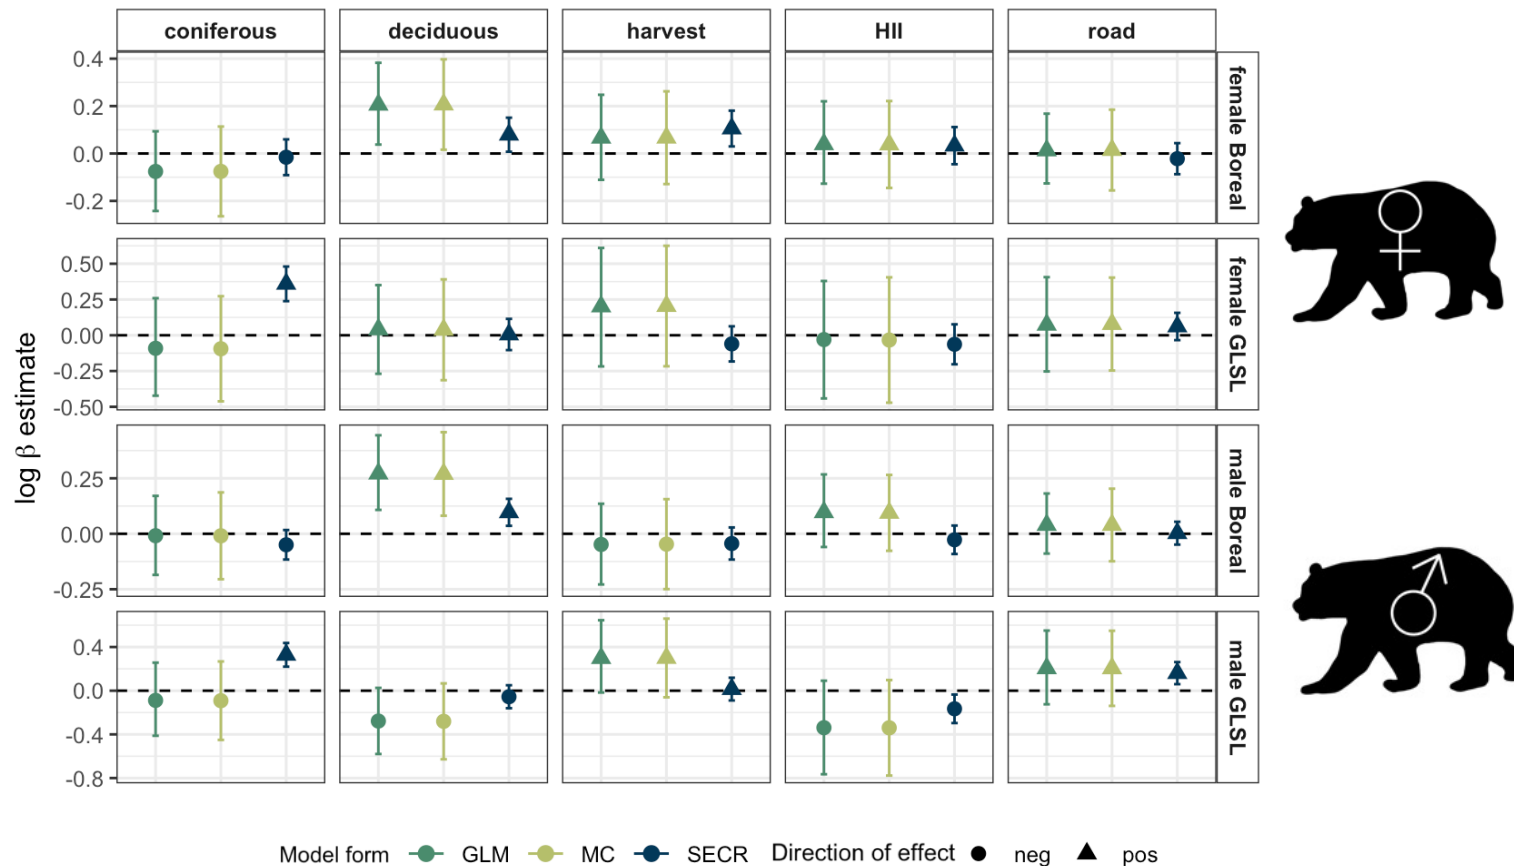 coniferous deciduous harvest HII road
0.4
0.2
0.0
-0.2
female Boreal
0.50
0.25
0.00
-0.25
-0.50
female GLSL
0.25
0.00
-0.25
male Boreal
0.4
0.0
-0.4
-0.8
male GLSL
log β estimate
♀
♂
Model form GLM MC SECR Direction of effect neg pos